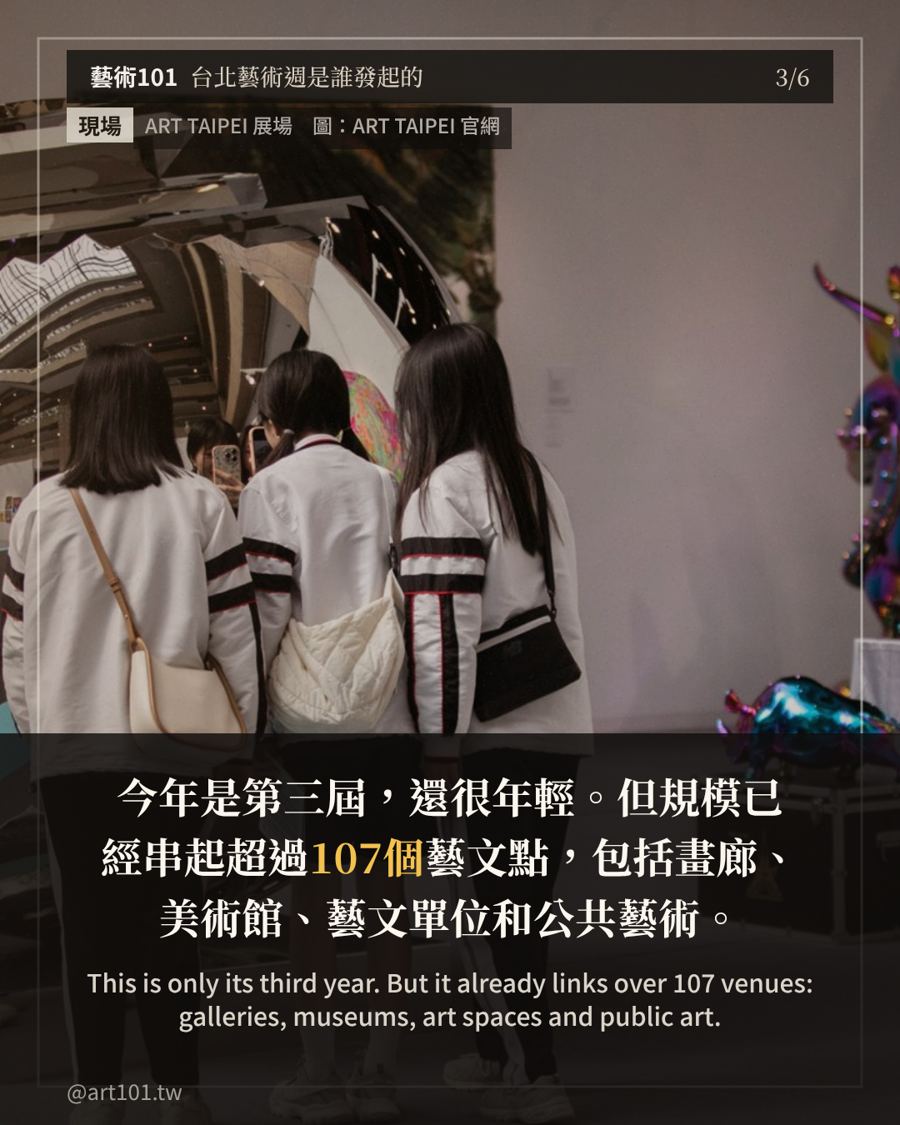 藝術101 台北藝術週是誰發起的 3/6
現場 ART TAIPEI 展場 圖：ART TAIPEI 官網
今年是第三屆，還很年輕。但規模已
經串起超過107個藝文點，包括畫廊、
美術館、藝文單位和公共藝術。
This is only its third year. But it already links over 107 venues:
galleries, museums, art spaces and public art.
@art101.tw